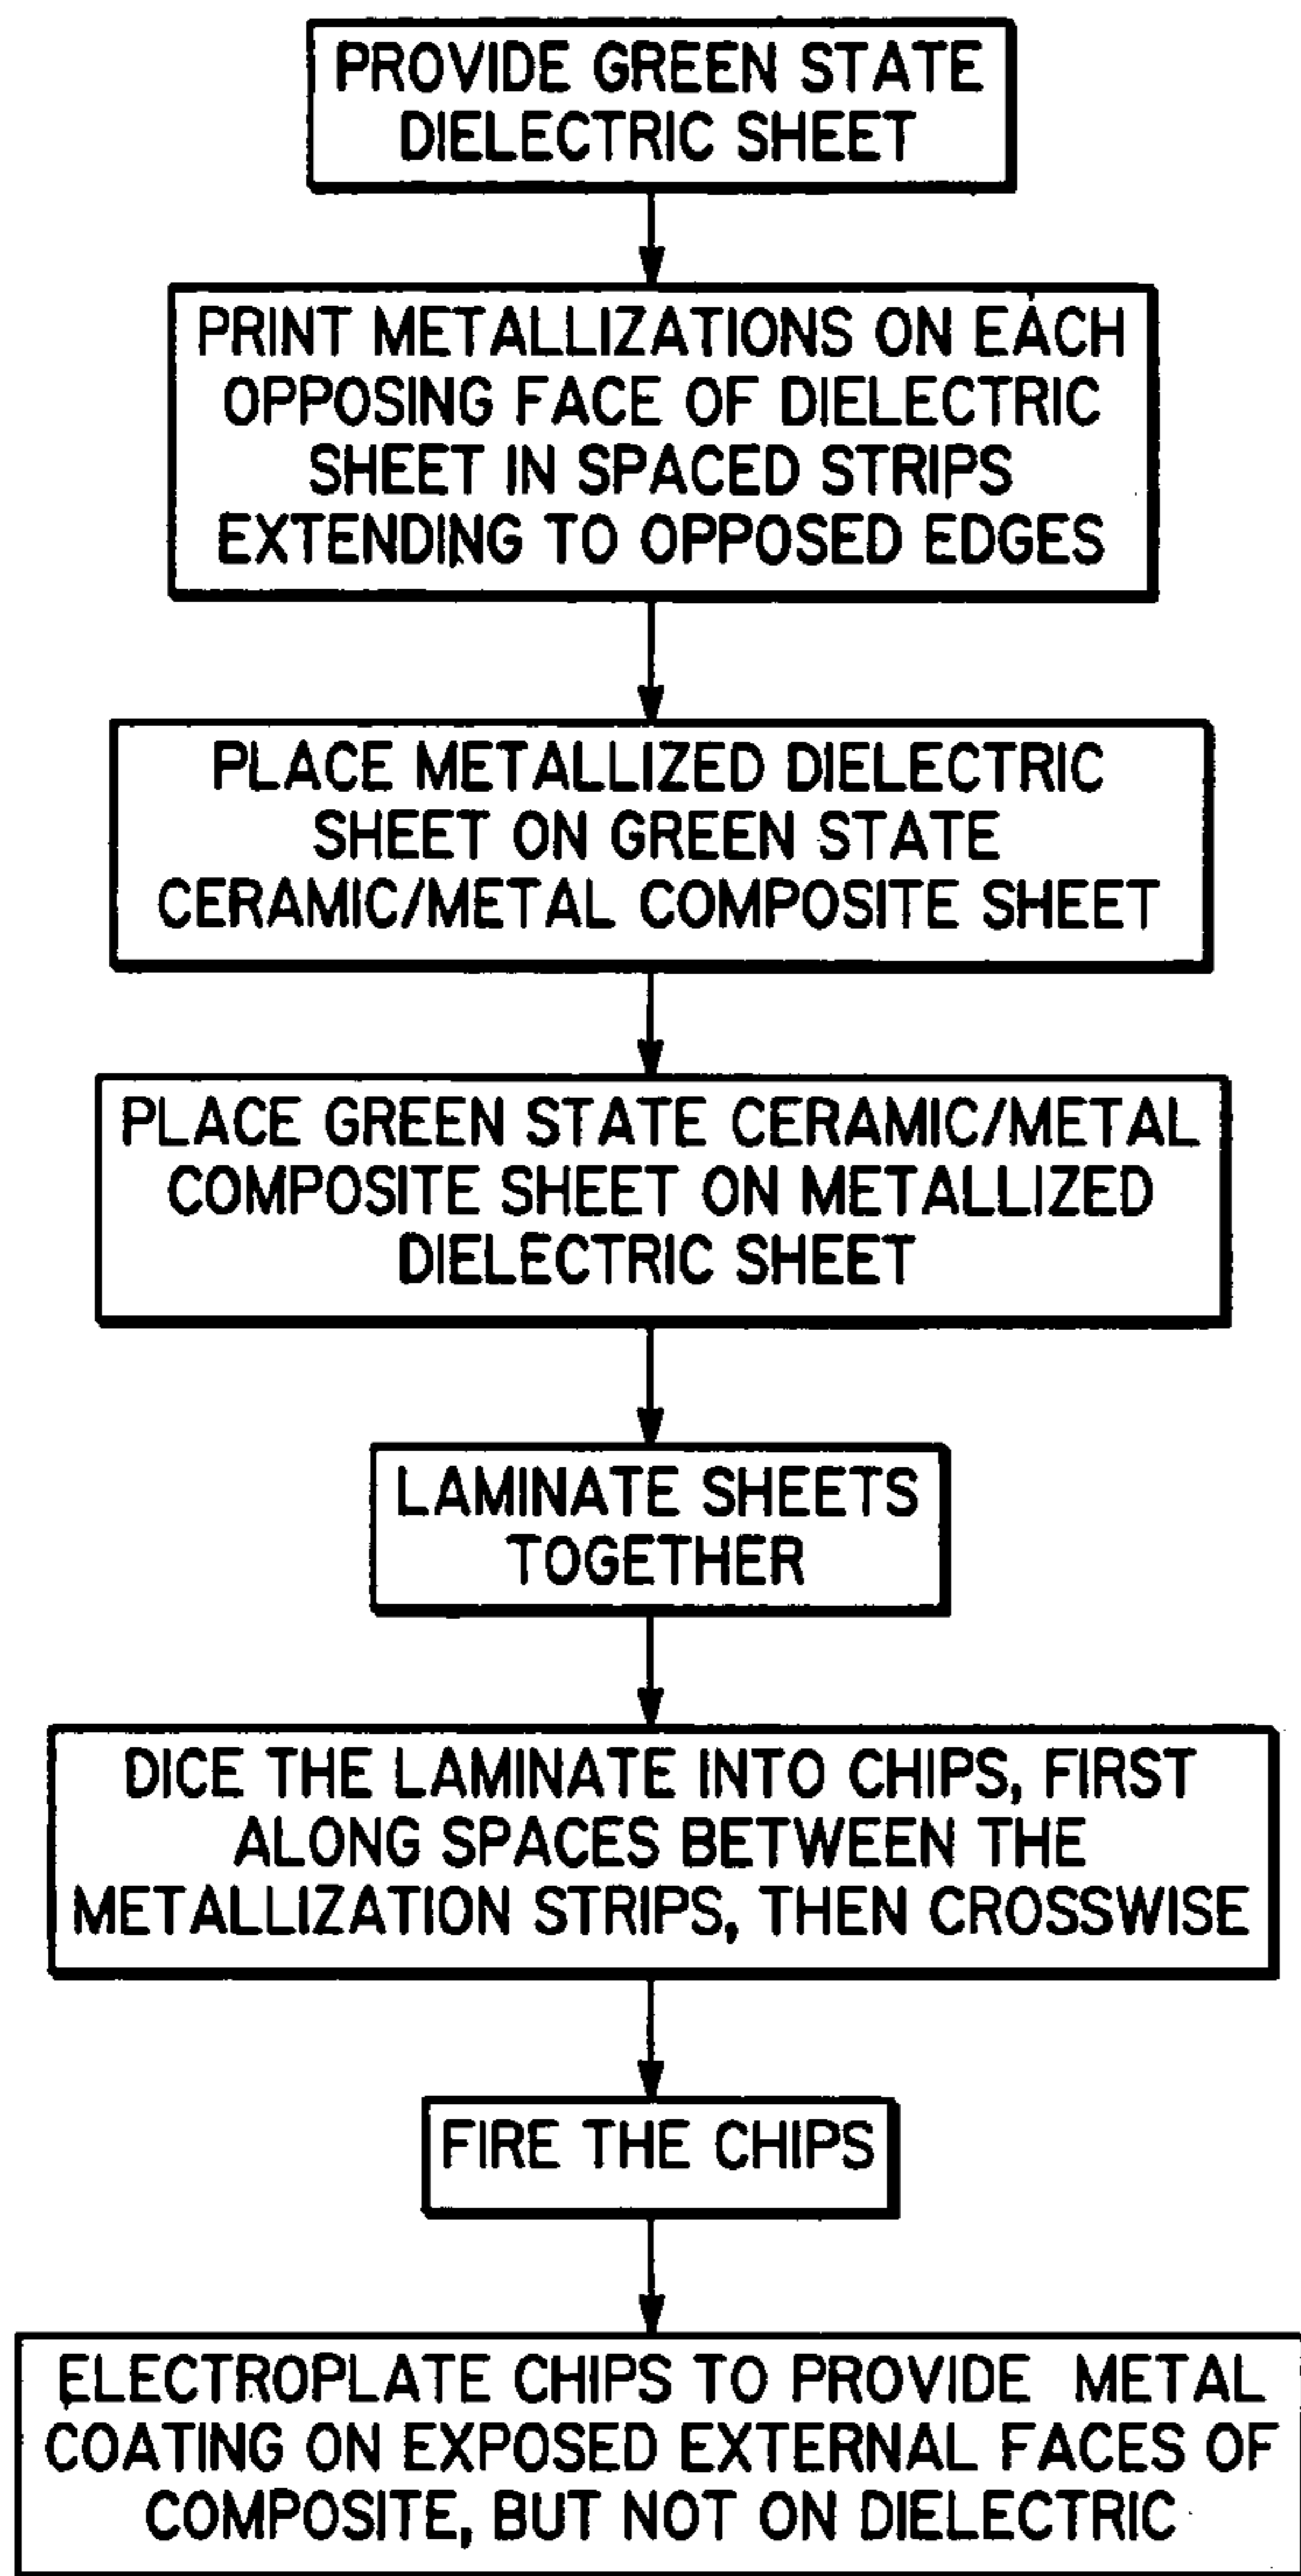 PROVIDE GREEN STATE
DIELECTRIC SHEET
PRINT METALLIZATIONS ON EACH
OPPOSING FACE OF DIELECTRIC
SHEET IN SPACED STRIPS
EXTENDING TO OPPOSED EDGES
PLACE METALLIZED DIELECTRIC
SHEET ON GREEN STATE
CERAMIC/METAL COMPOSITE SHEET
PLACE GREEN STATE CERAMIC/METAL
COMPOSITE SHEET ON METALLIZED
DIELECTRIC SHEET
LAMINATE SHEETS
TOGETHER
DICE THE LAMINATE INTO CHIPS, FIRST
ALONG SPACES BETWEEN THE
METALLIZATION STRIPS, THEN CROSSWISE
FIRE THE CHIPS
ELECTROPLATE CHIPS TO PROVIDE METAL
COATING ON EXPOSED EXTERNAL FACES OF
COMPOSITE, BUT NOT ON DIELECTRIC